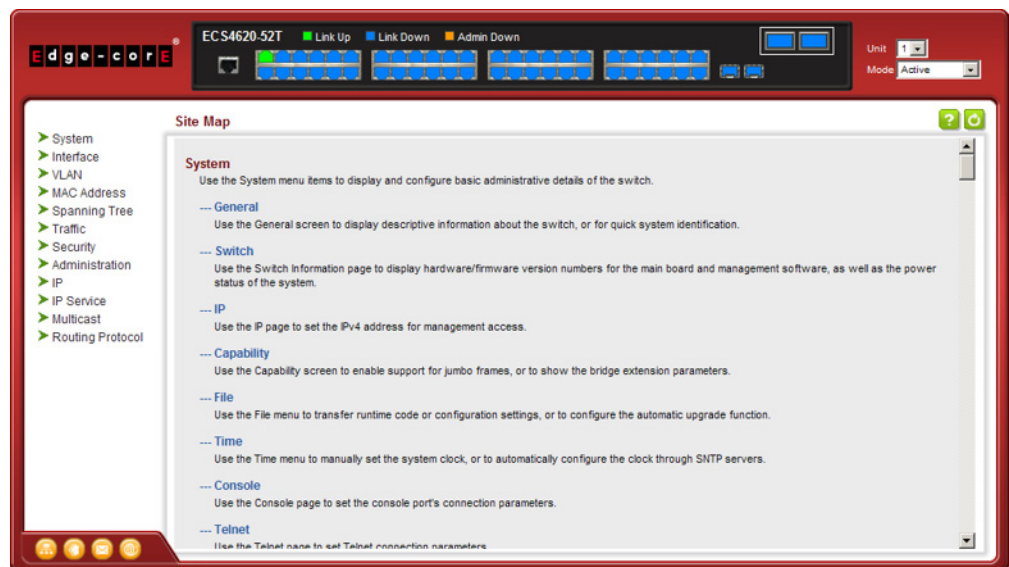 Edge-corE®
ECS4620-52T Link Up Link Down Admin Down
Unit 1
Mode Active
System
Interface
VLAN
MAC Address
Spanning Tree
Traffic
Security
Administration
IP
IP Service
Multicast
Routing Protocol
Site Map
?
System
Use the System menu items to display and configure basic administrative details of the switch.
--- General
Use the General screen to display descriptive information about the switch, or for quick system identification.
--- Switch
Use the Switch Information page to display hardware/firmware version numbers for the main board and management software, as well as the power
status of the system.
--- IP
Use the IP page to set the IPv4 address for management access.
--- Capability
Use the Capability screen to enable support for jumbo frames, or to show the bridge extension parameters.
--- File
Use the File menu to transfer runtime code or configuration settings, or to configure the automatic upgrade function.
--- Time
Use the Time menu to manually set the system clock, or to automatically configure the clock through SNTP servers.
--- Console
Use the Console page to set the console port's connection parameters.
--- Telnet
Use the Telnet page to set Telnet connection parameters